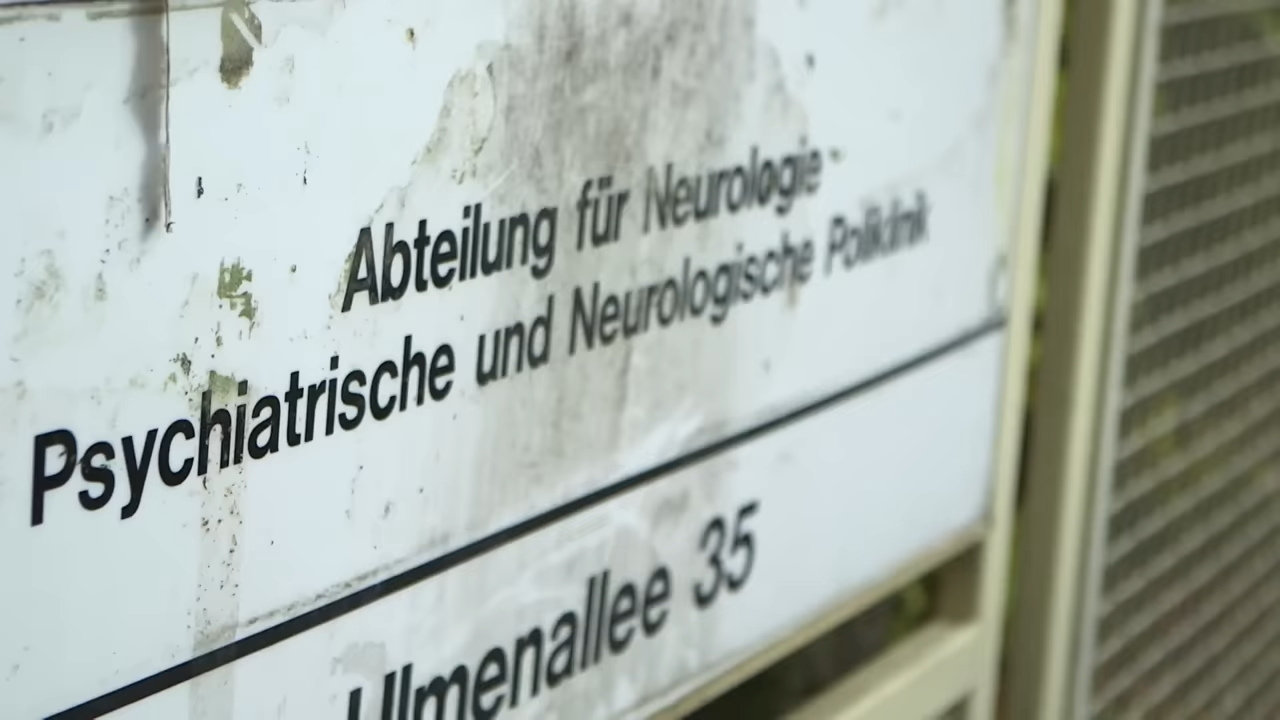 Abteilung für Neurologie -
Psychiatrische und Neurologische Poliklinik
Ulmenallee 35